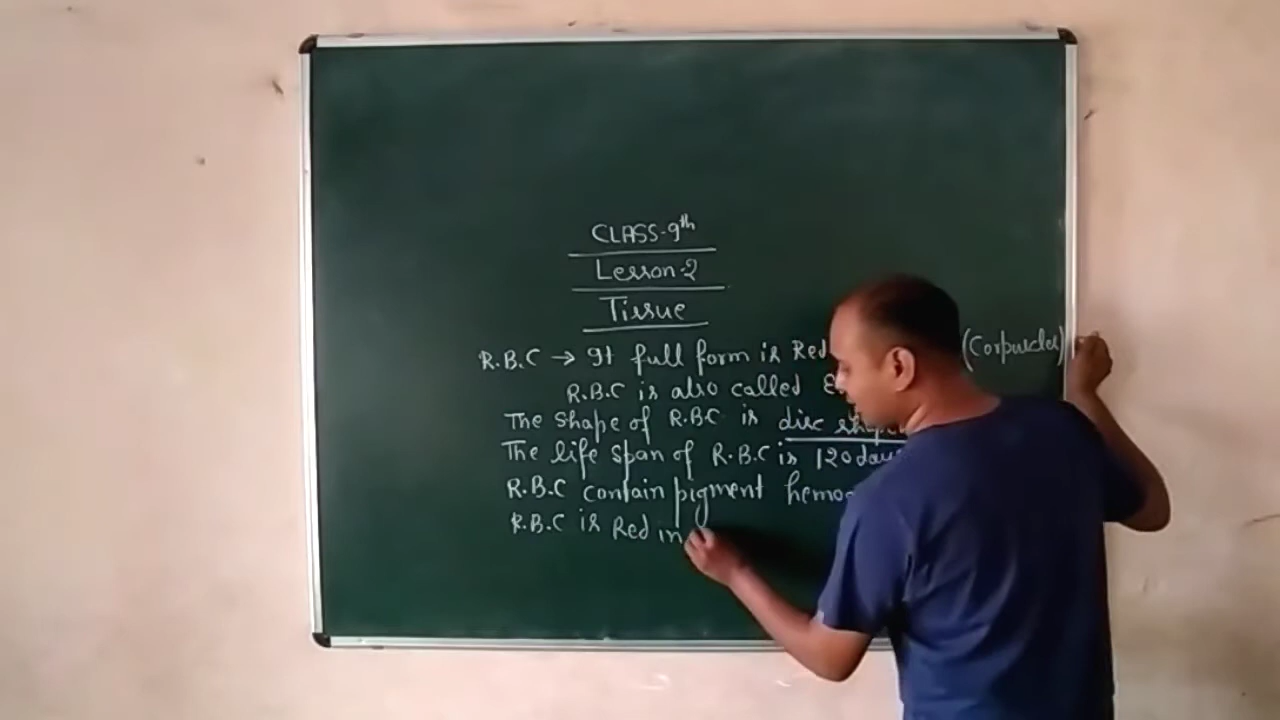 CLASS-9th
Lesson-2
Tissue
R.B.C → It full form is Red (Corpuscles)
R.B.C is also called
The shape of R.B.C is disc
The life span of R.B.C is 120 days
R.B.C contain pigment
R.B.C is Red in